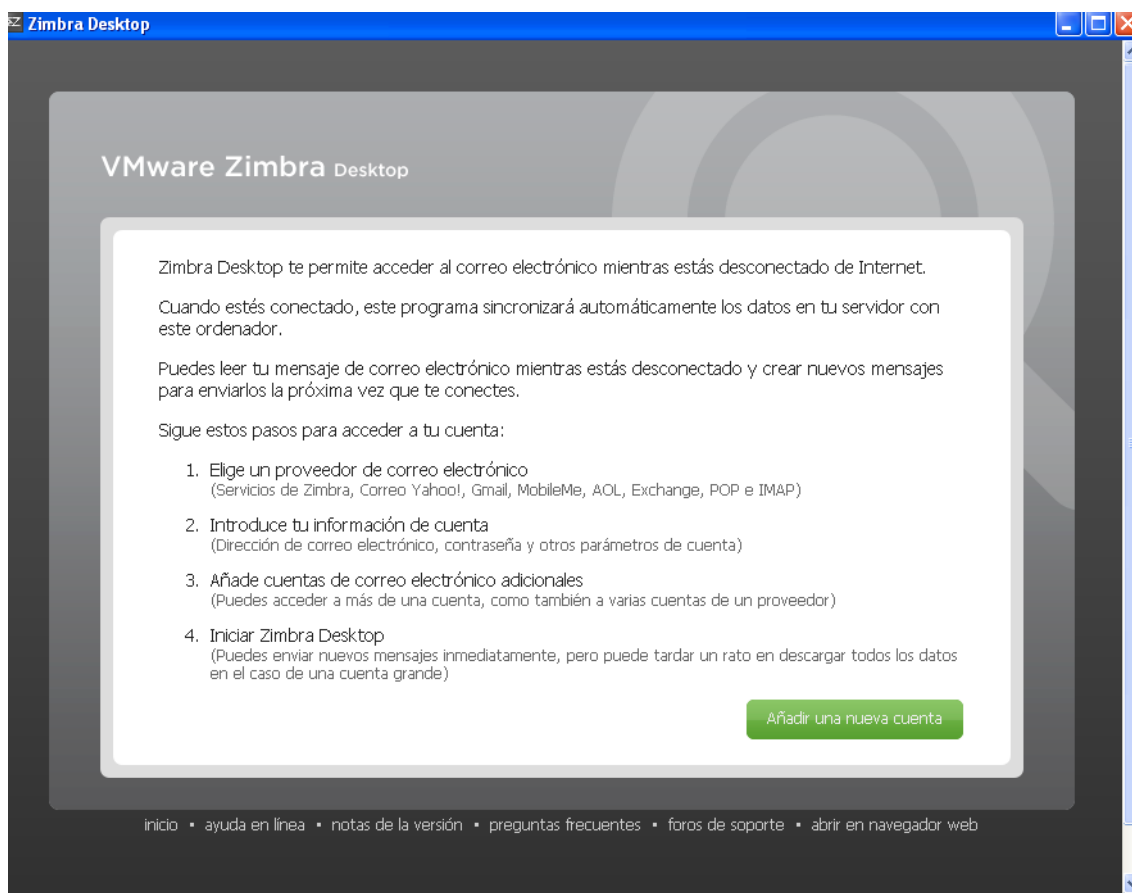 Zimbra Desktop
VMware Zimbra Desktop
Zimbra Desktop te permite acceder al correo electrónico mientras estás desconectado de Internet.
Cuando estés conectado, este programa sincronizará automáticamente los datos en tu servidor con
este ordenador.
Puedes leer tu mensaje de correo electrónico mientras estás desconectado y crear nuevos mensajes
para enviarlos la próxima vez que te conectes.
Sigue estos pasos para acceder a tu cuenta:
1. Elige un proveedor de correo electrónico
(Servicios de Zimbra, Correo Yahoo!, Gmail, MobileMe, AOL, Exchange, POP e IMAP)
2. Introduce tu información de cuenta
(Dirección de correo electrónico, contraseña y otros parámetros de cuenta)
3. Añade cuentas de correo electrónico adicionales
(Puedes acceder a más de una cuenta, como también a varias cuentas de un proveedor)
4. Iniciar Zimbra Desktop
(Puedes enviar nuevos mensajes inmediatamente, pero puede tardar un rato en descargar todos los datos
en el caso de una cuenta grande)
Añadir una nueva cuenta
inicio ▪ ayuda en línea ▪ notas de la versión ▪ preguntas frecuentes ▪ foros de soporte ▪ abrir en navegador web